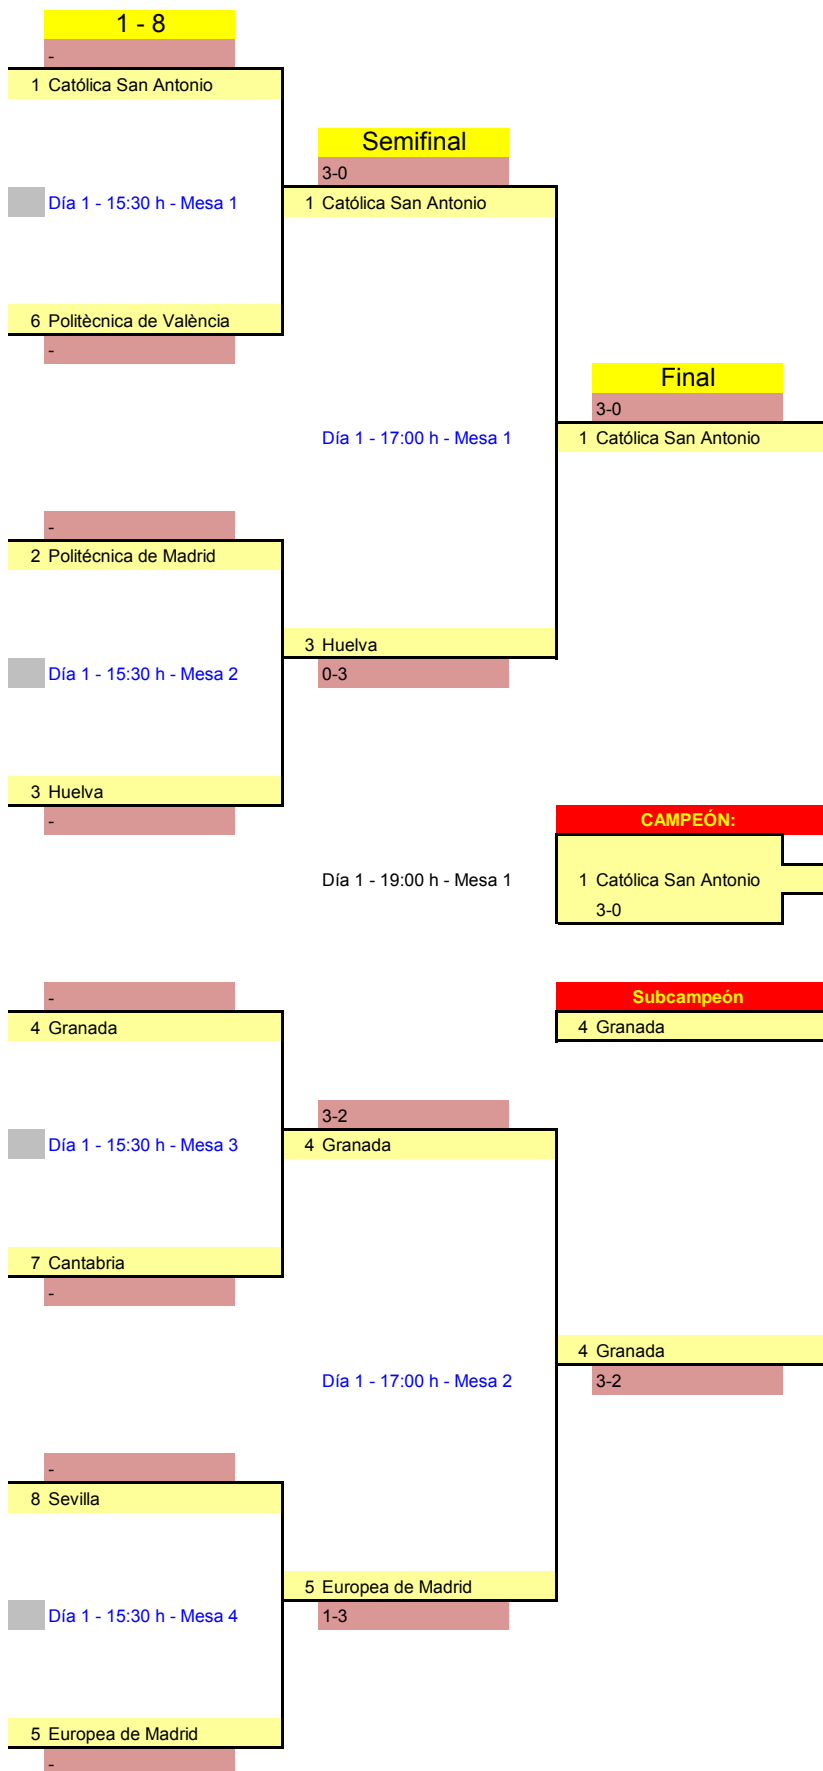 1 - 8
-
1 Católica San Antonio
Semifinal
3-0
Día 1 - 15:30 h - Mesa 1
1 Católica San Antonio
6 Politècnica de València
-
Final
3-0
Día 1 - 17:00 h - Mesa 1
1 Católica San Antonio
-
2 Politécnica de Madrid
3 Huelva
Día 1 - 15:30 h - Mesa 2
0-3
3 Huelva
-
CAMPEÓN:
Día 1 - 19:00 h - Mesa 1
1 Católica San Antonio
3-0
-
Subcampeón
4 Granada
4 Granada
3-2
Día 1 - 15:30 h - Mesa 3
4 Granada
7 Cantabria
-
4 Granada
Día 1 - 17:00 h - Mesa 2
3-2
-
8 Sevilla
5 Europea de Madrid
Día 1 - 15:30 h - Mesa 4
1-3
5 Europea de Madrid
-